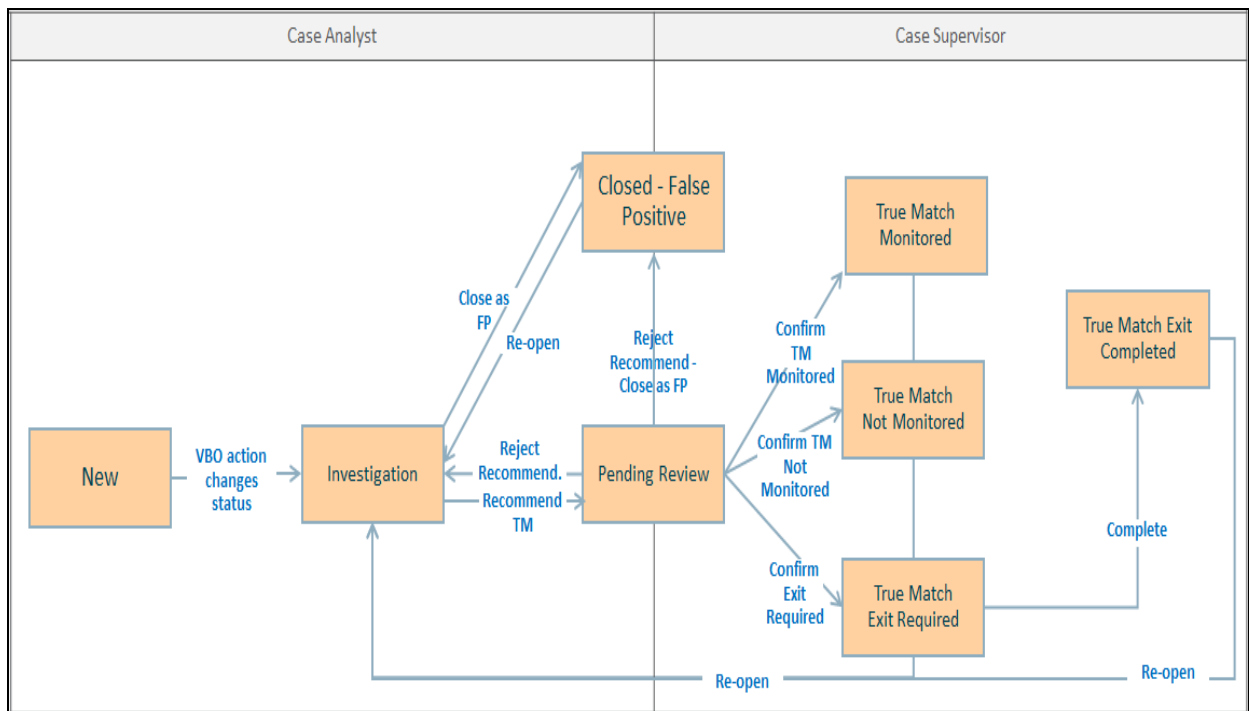 Case Analyst
Case Supervisor
Closed - False
Positive
True Match
Monitored
Close as
FP
Re-open
Reject
Recommend -
Close as FP
Confirm
TM
Monitored
True Match Exit
Completed
True Match
Not Monitored
New
VBO action
changes
status
Investigation
Reject
Recommend.
Recommend
TM
Pending Review
Confirm TM
Not
Monitored
Complete
Confirm
Exit
Required
True Match
Exit Required
Re-open
Re-open